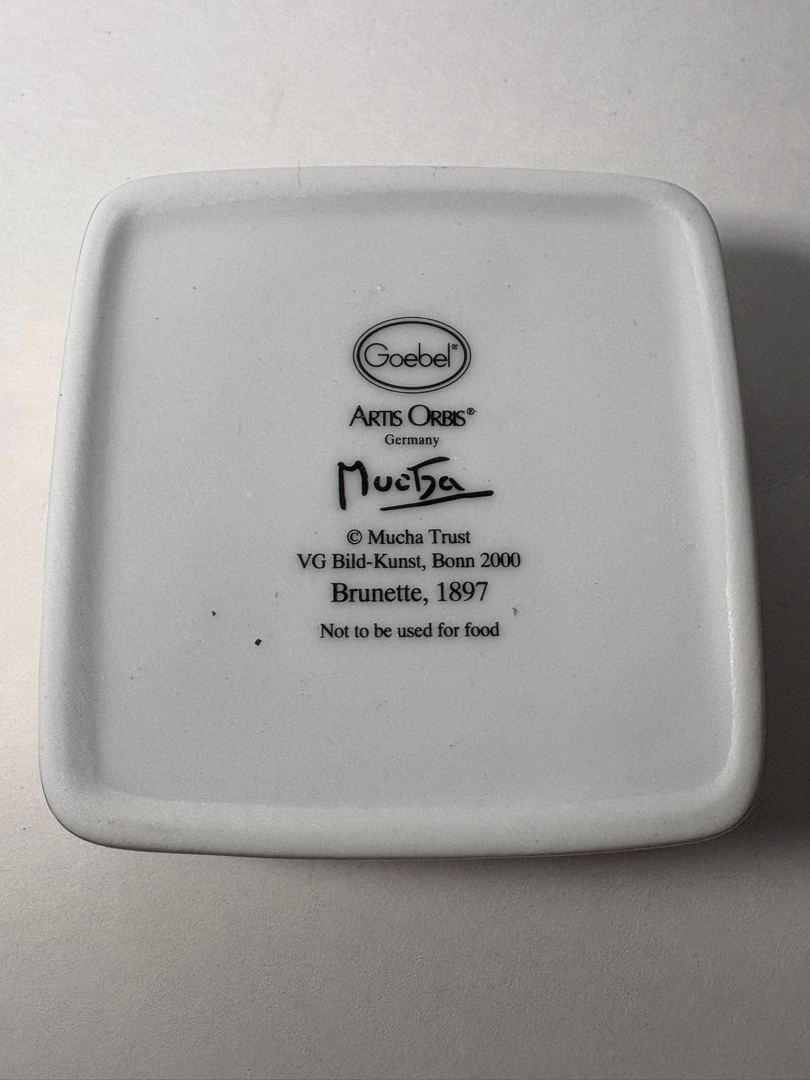 Goebel®
ARTIS ORBIS®
Germany
Mucha
© Mucha Trust
VG Bild-Kunst, Bonn 2000
Brunette, 1897
Not to be used for food